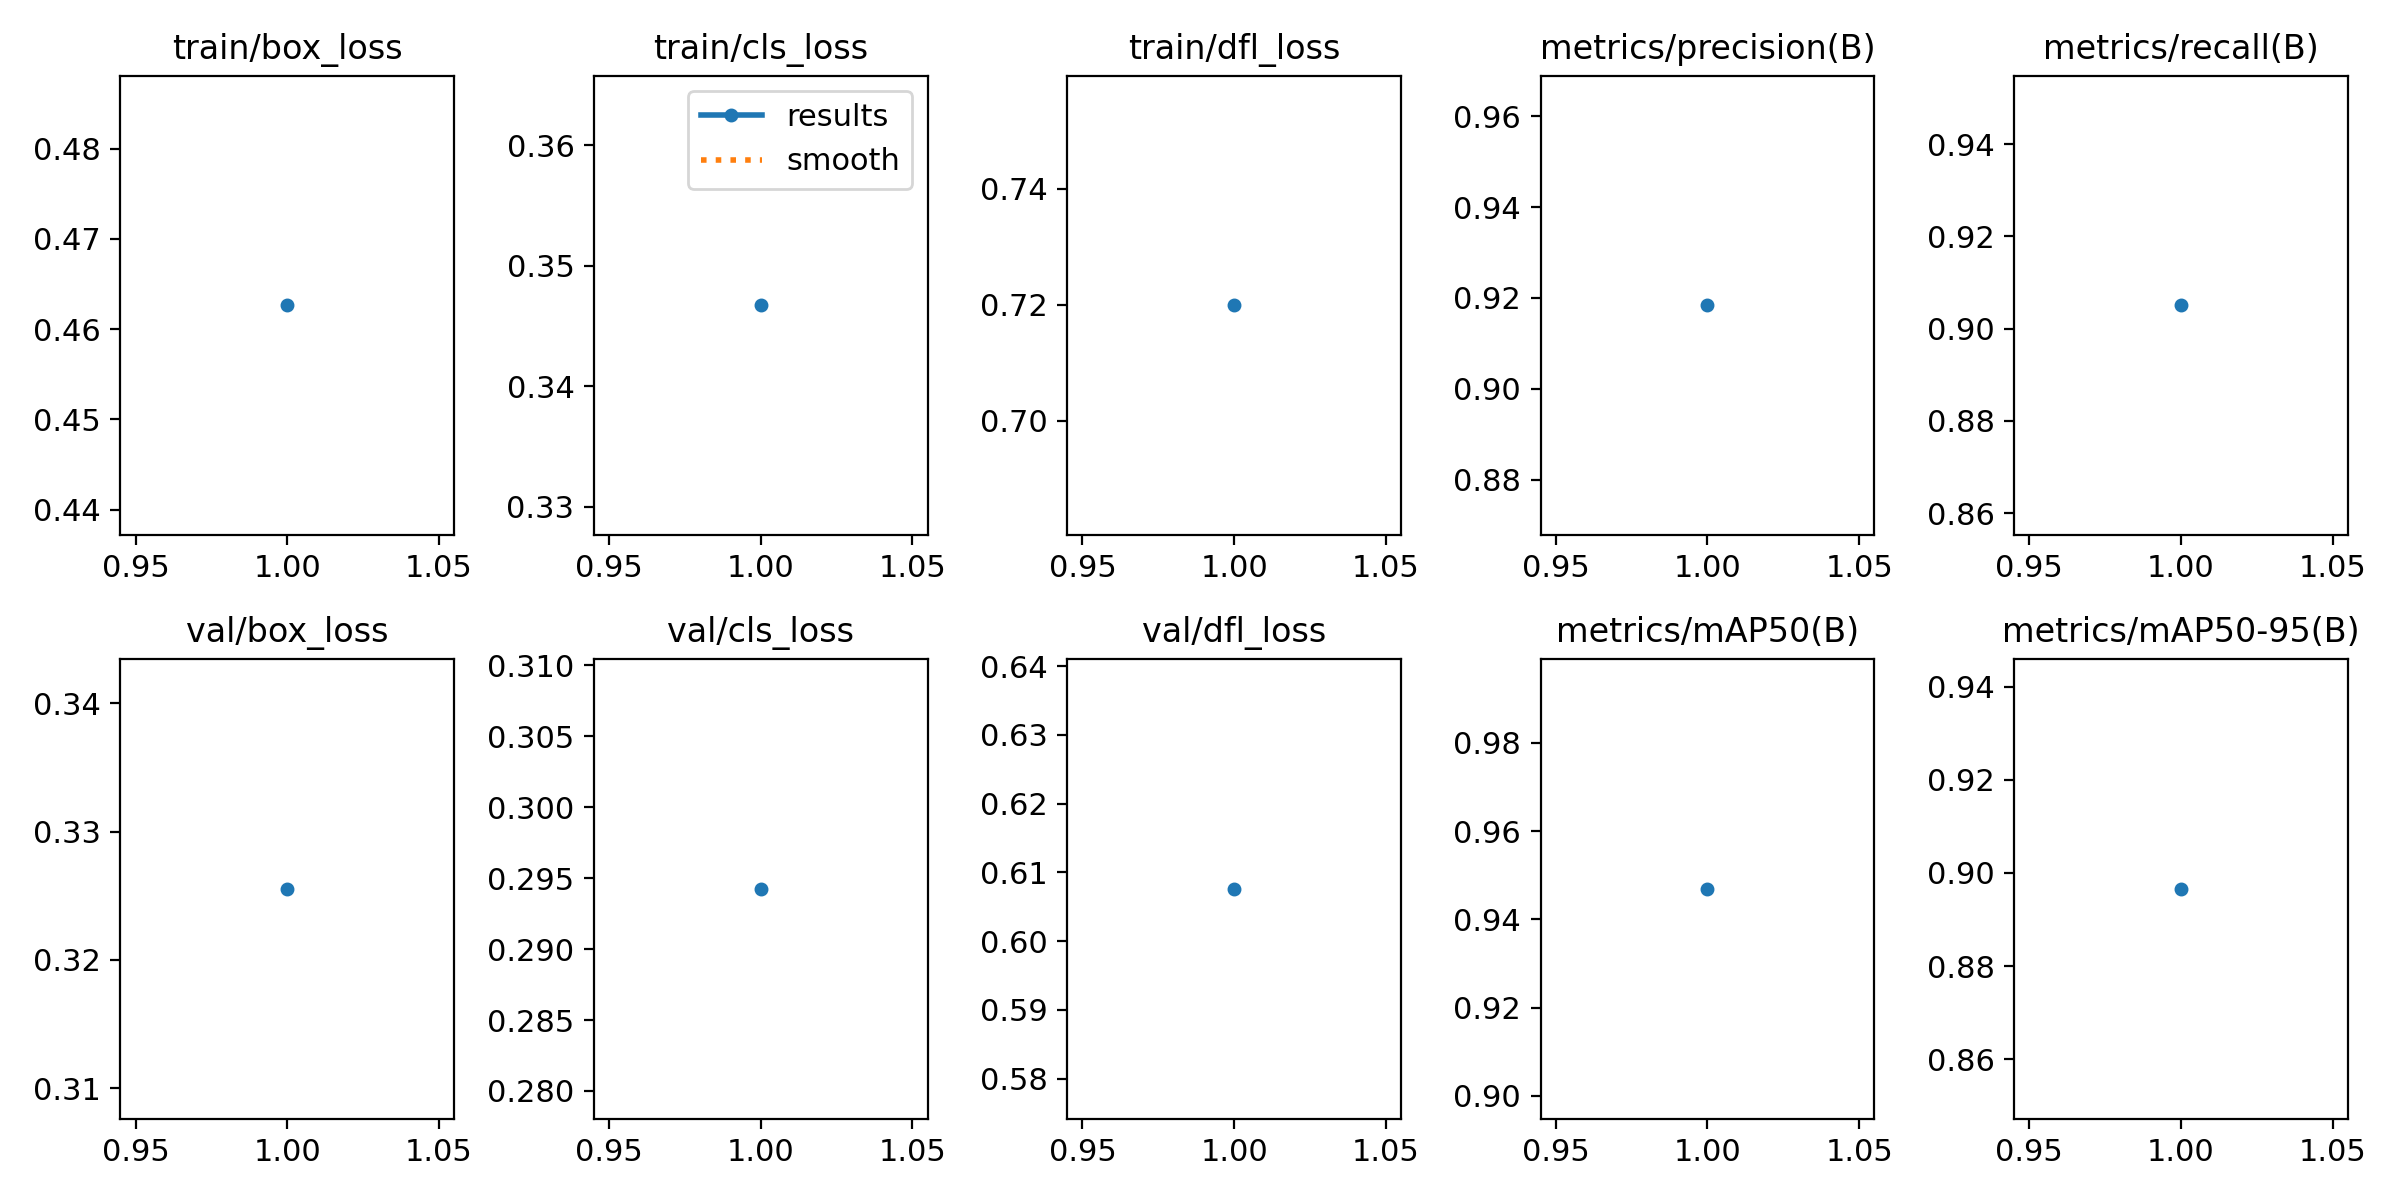 train/box_loss
0.48
0.47
0.46
0.45
0.44
0.95 1.00 1.05
train/cls_loss
results
smooth
0.36
0.35
0.34
0.33
0.95 1.00 1.05
train/dfl_loss
0.74
0.72
0.70
0.95 1.00 1.05
metrics/precision(B)
0.96
0.94
0.92
0.90
0.88
0.95 1.00 1.05
metrics/recall(B)
0.94
0.92
0.90
0.88
0.86
0.95 1.00 1.05
val/box_loss
0.34
0.33
0.32
0.31
0.95 1.00 1.05
val/cls_loss
0.310
0.305
0.300
0.295
0.290
0.285
0.280
0.95 1.00 1.05
val/dfl_loss
0.64
0.63
0.62
0.61
0.60
0.59
0.58
0.95 1.00 1.05
metrics/mAP50(B)
0.98
0.96
0.94
0.92
0.90
0.95 1.00 1.05
metrics/mAP50-95(B)
0.94
0.92
0.90
0.88
0.86
0.95 1.00 1.05